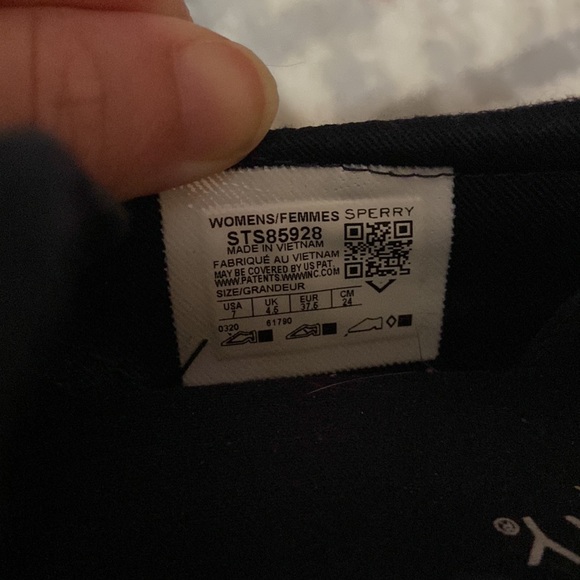 WOMENS/FEMMES SPERRY
STS85928
MADE IN VIETNAM
FABRIQUÉ AU VIETNAM
MAY BE COVERED BY US PAT.
WWW.PATENTS.WWWINC.COM
SIZE/GRANDEUR
USA UK EUR CM
7 4.5 37,5 24
0320 61790
RY®